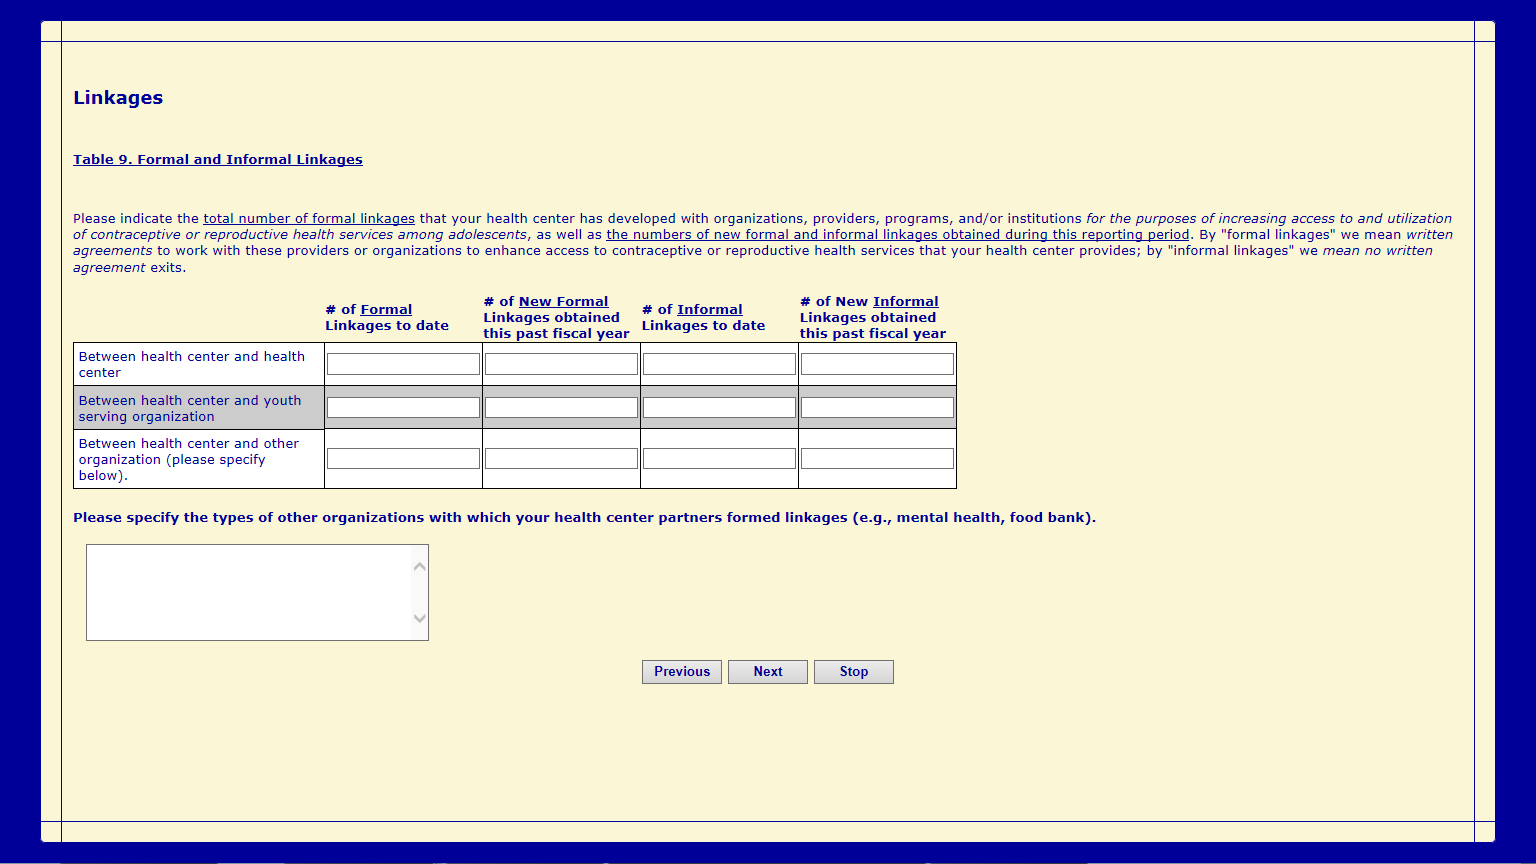 Linkages
Table 9. Formal and Informal Linkages
Please indicate the total number of formal linkages that your health center has developed with organizations, providers, programs, and/or institutions for the purposes of increasing access to and utilization
of contraceptive or reproductive health services among adolescents, as well as the numbers of new formal and informal linkages obtained during this reporting period. By "formal linkages" we mean written
agreements to work with these providers or organizations to enhance access to contraceptive or reproductive health services that your health center provides; by "informal linkages" we mean no written
agreement exits.
# of Formal
Linkages to date
# of New Formal
Linkages obtained
this past fiscal year
# of Informal
Linkages to date
# of New Informal
Linkages obtained
this past fiscal year
Between health center and health
center
Between health center and youth
serving organization
Between health center and other
organization (please specify
below).
Please specify the types of other organizations with which your health center partners formed linkages (e.g., mental health, food bank).
Previous
Next
Stop